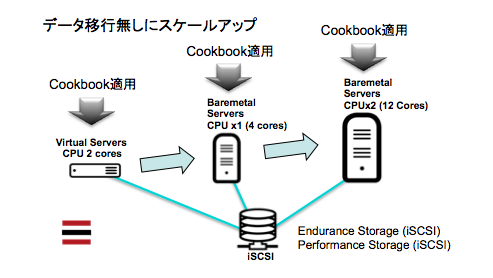 データ移行無しにスケールアップ
Cookbook適用
Cookbook適用
Cookbook適用
Virtual Servers
CPU 2 cores
Baremetal
Servers
CPU x1 (4 cores)
Baremetal
Servers
CPUx2 (12 Cores)
iSCSI
Endurance Storage (iSCSI)
Performance Storage (iSCSI)